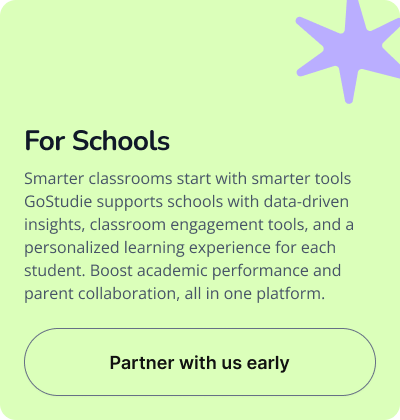 For Schools
Smarter classrooms start with smarter tools
GoStudie supports schools with data-driven
insights, classroom engagement tools, and a
personalized learning experience for each
student. Boost academic performance and
parent collaboration, all in one platform.
Partner with us early